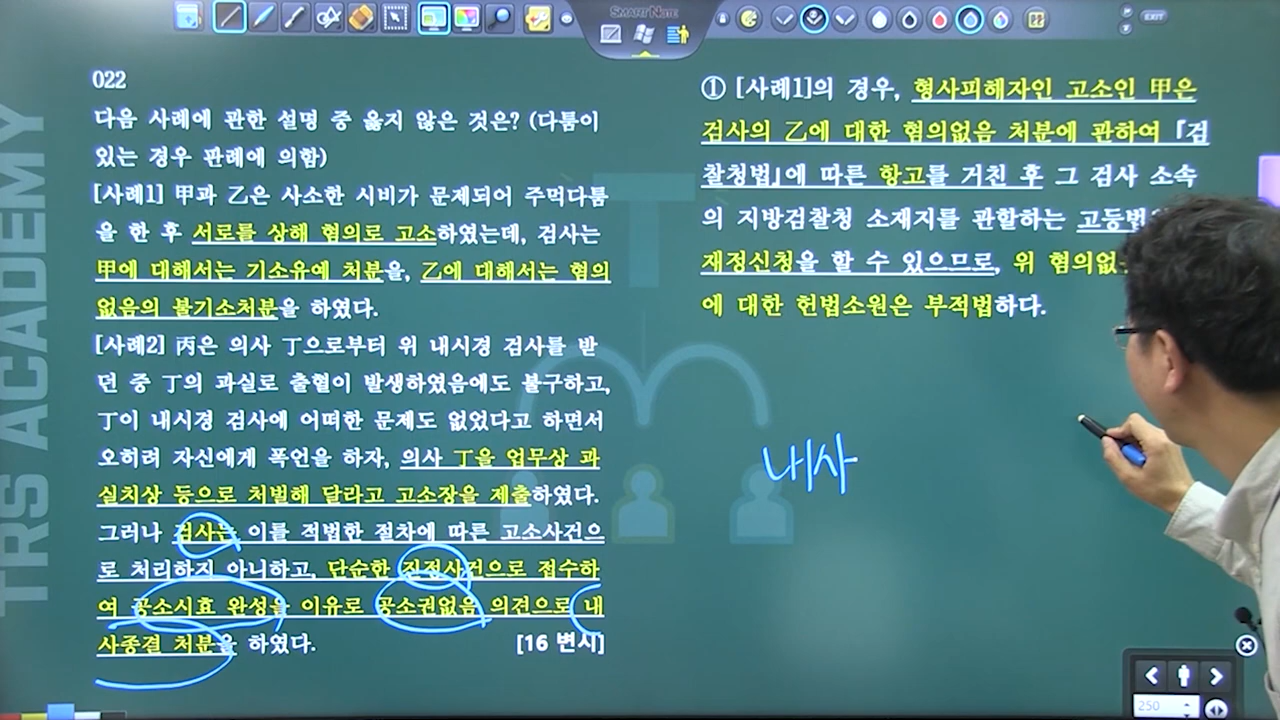 SMART NOTE
EXIT
TRS ACADEMY
022
다음 사례에 관한 설명 중 옳지 않은 것은? (다툼이
있는 경우 판례에 의함)
[사례1] 甲과 乙은 사소한 시비가 문제되어 주먹다툼
을 한 후 서로를 상해 혐의로 고소하였는데, 검사는
甲에 대해서는 기소유예 처분을, 乙에 대해서는 혐의
없음의 불기소처분을 하였다.
[사례2] 丙은 의사 丁으로부터 위 내시경 검사를 받
던 중 丁의 과실로 출혈이 발생하였음에도 불구하고,
丁이 내시경 검사에 어떠한 문제도 없었다고 하면서
오히려 자신에게 폭언을 하자, 의사 丁을 업무상 과
실치상 등으로 처벌해 달라고 고소장을 제출하였다.
그러나 검사는 이를 적법한 절차에 따른 고소사건으
로 처리하지 아니하고, 단순한 진정사건으로 접수하
여 공소시효 완성을 이유로 공소권없음 의견으로 내
사종결 처분을 하였다. [16 변시]
① [사례1]의 경우, 형사피해자인 고소인 甲은
검사의 乙에 대한 혐의없음 처분에 관하여 「검
찰청법」에 따른 항고를 거친 후 그 검사 소속
의 지방검찰청 소재지를 관할하는 고등법
재정신청을 할 수 있으므로, 위 혐의없
에 대한 헌법소원은 부적법하다.
내사
250